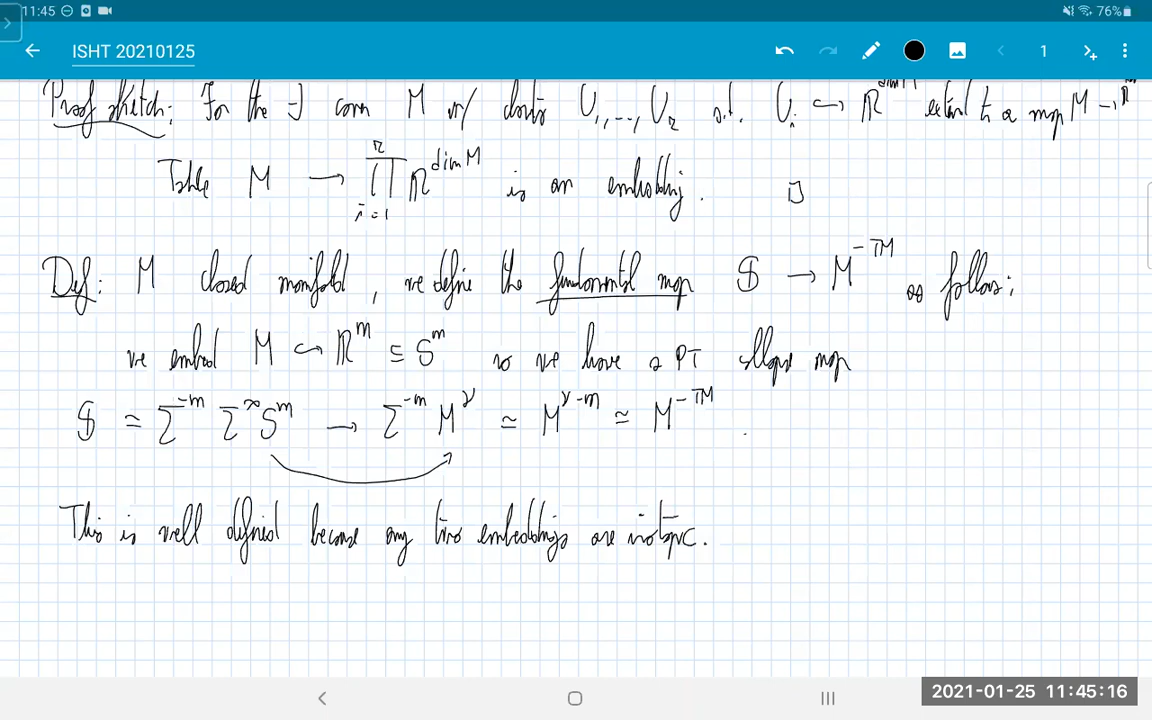 11:45
76%
ISHT 20210125
1
Proof sketch: For the ∃ cover M w/ charts U_1, ..., U_r s.t. U_i ↪ ℝ^{dim M} extend to a map M → ℝ^m
Take M → ∏_{i=1}^{r} ℝ^{dim M} is an embedding. □
Def: M closed manifold, we define the fundamental map 𝕊 → M^{-TM} as follows:
we embed M ↪ ℝ^m ⊆ S^m so we have a PT collapse map
𝕊 ≃ Σ^{-m} Σ^∞ S^m → Σ^{-m} M^ν ≃ M^{ν-m} ≃ M^{-TM}
This is well defined because any two embeddings are isotopic.
2021-01-25 11:45:16